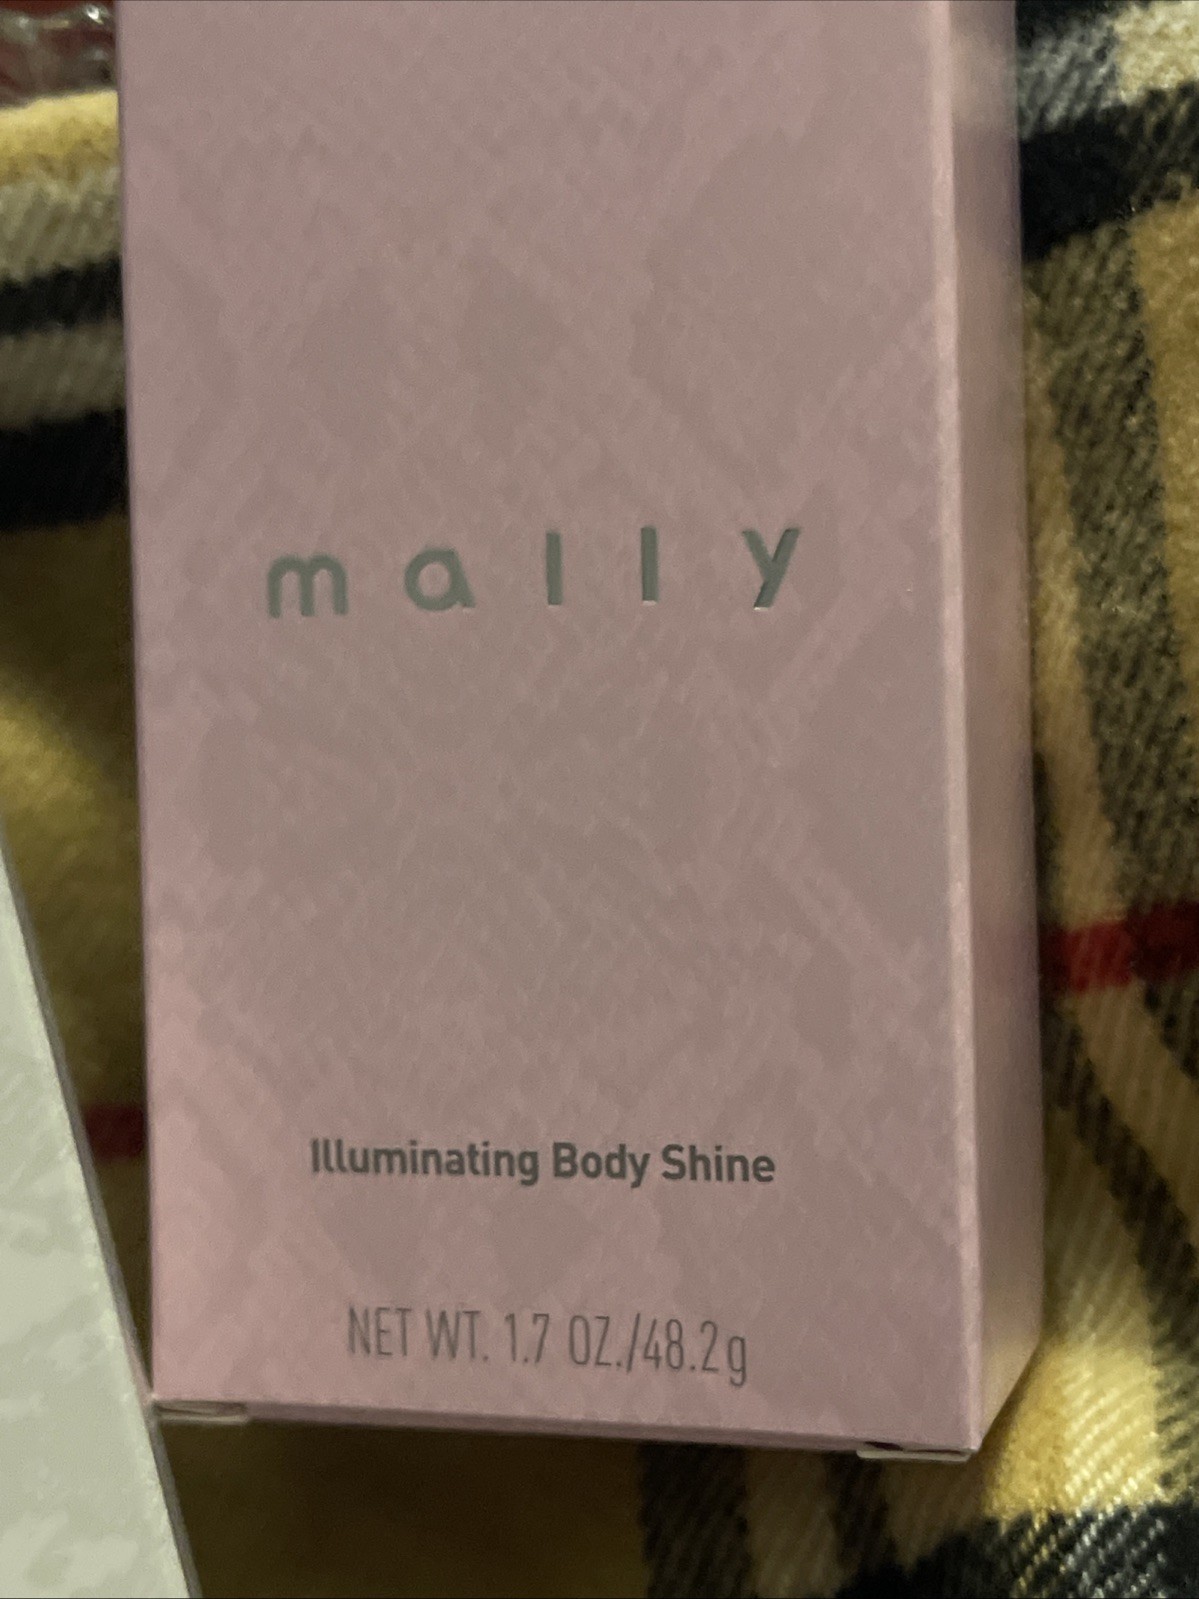 mally
Illuminating Body Shine
NET WT. 1.7 OZ./48.2g